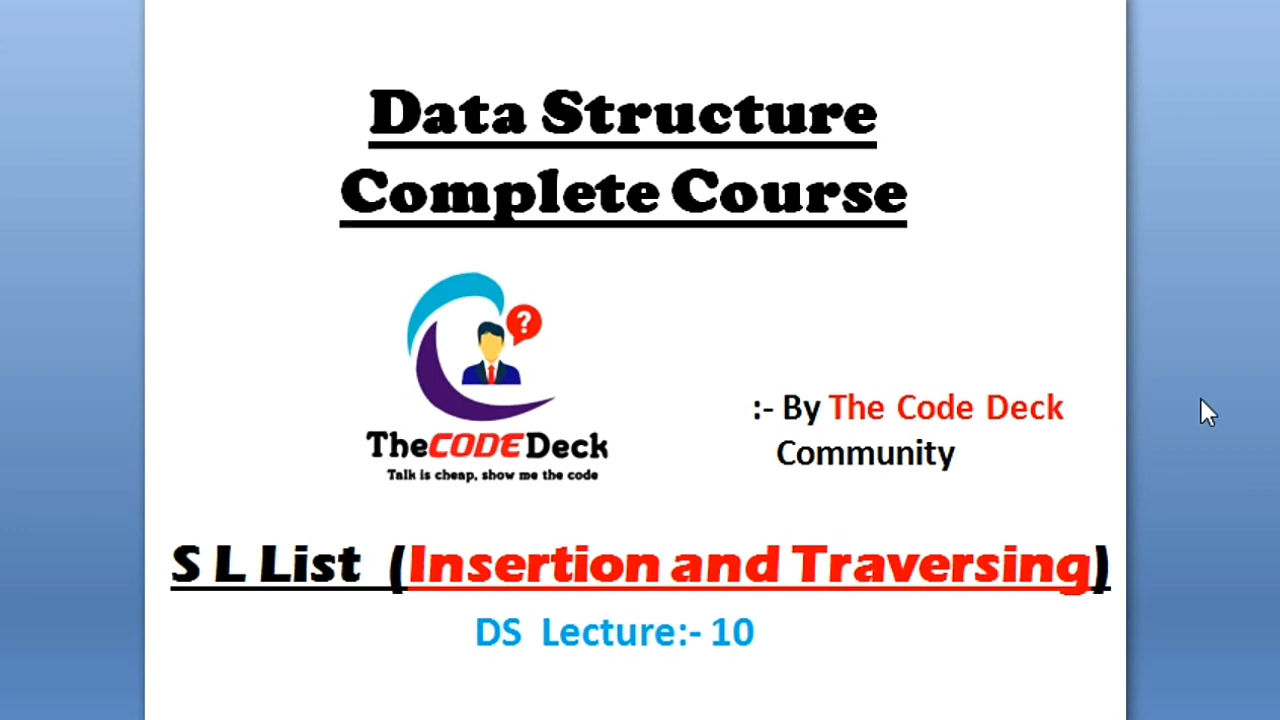 Data Structure
Complete Course
?
TheCODEDeck
Talk is cheap, show me the code
:- By The Code Deck
Community
S L List (Insertion and Traversing)
DS Lecture:- 10